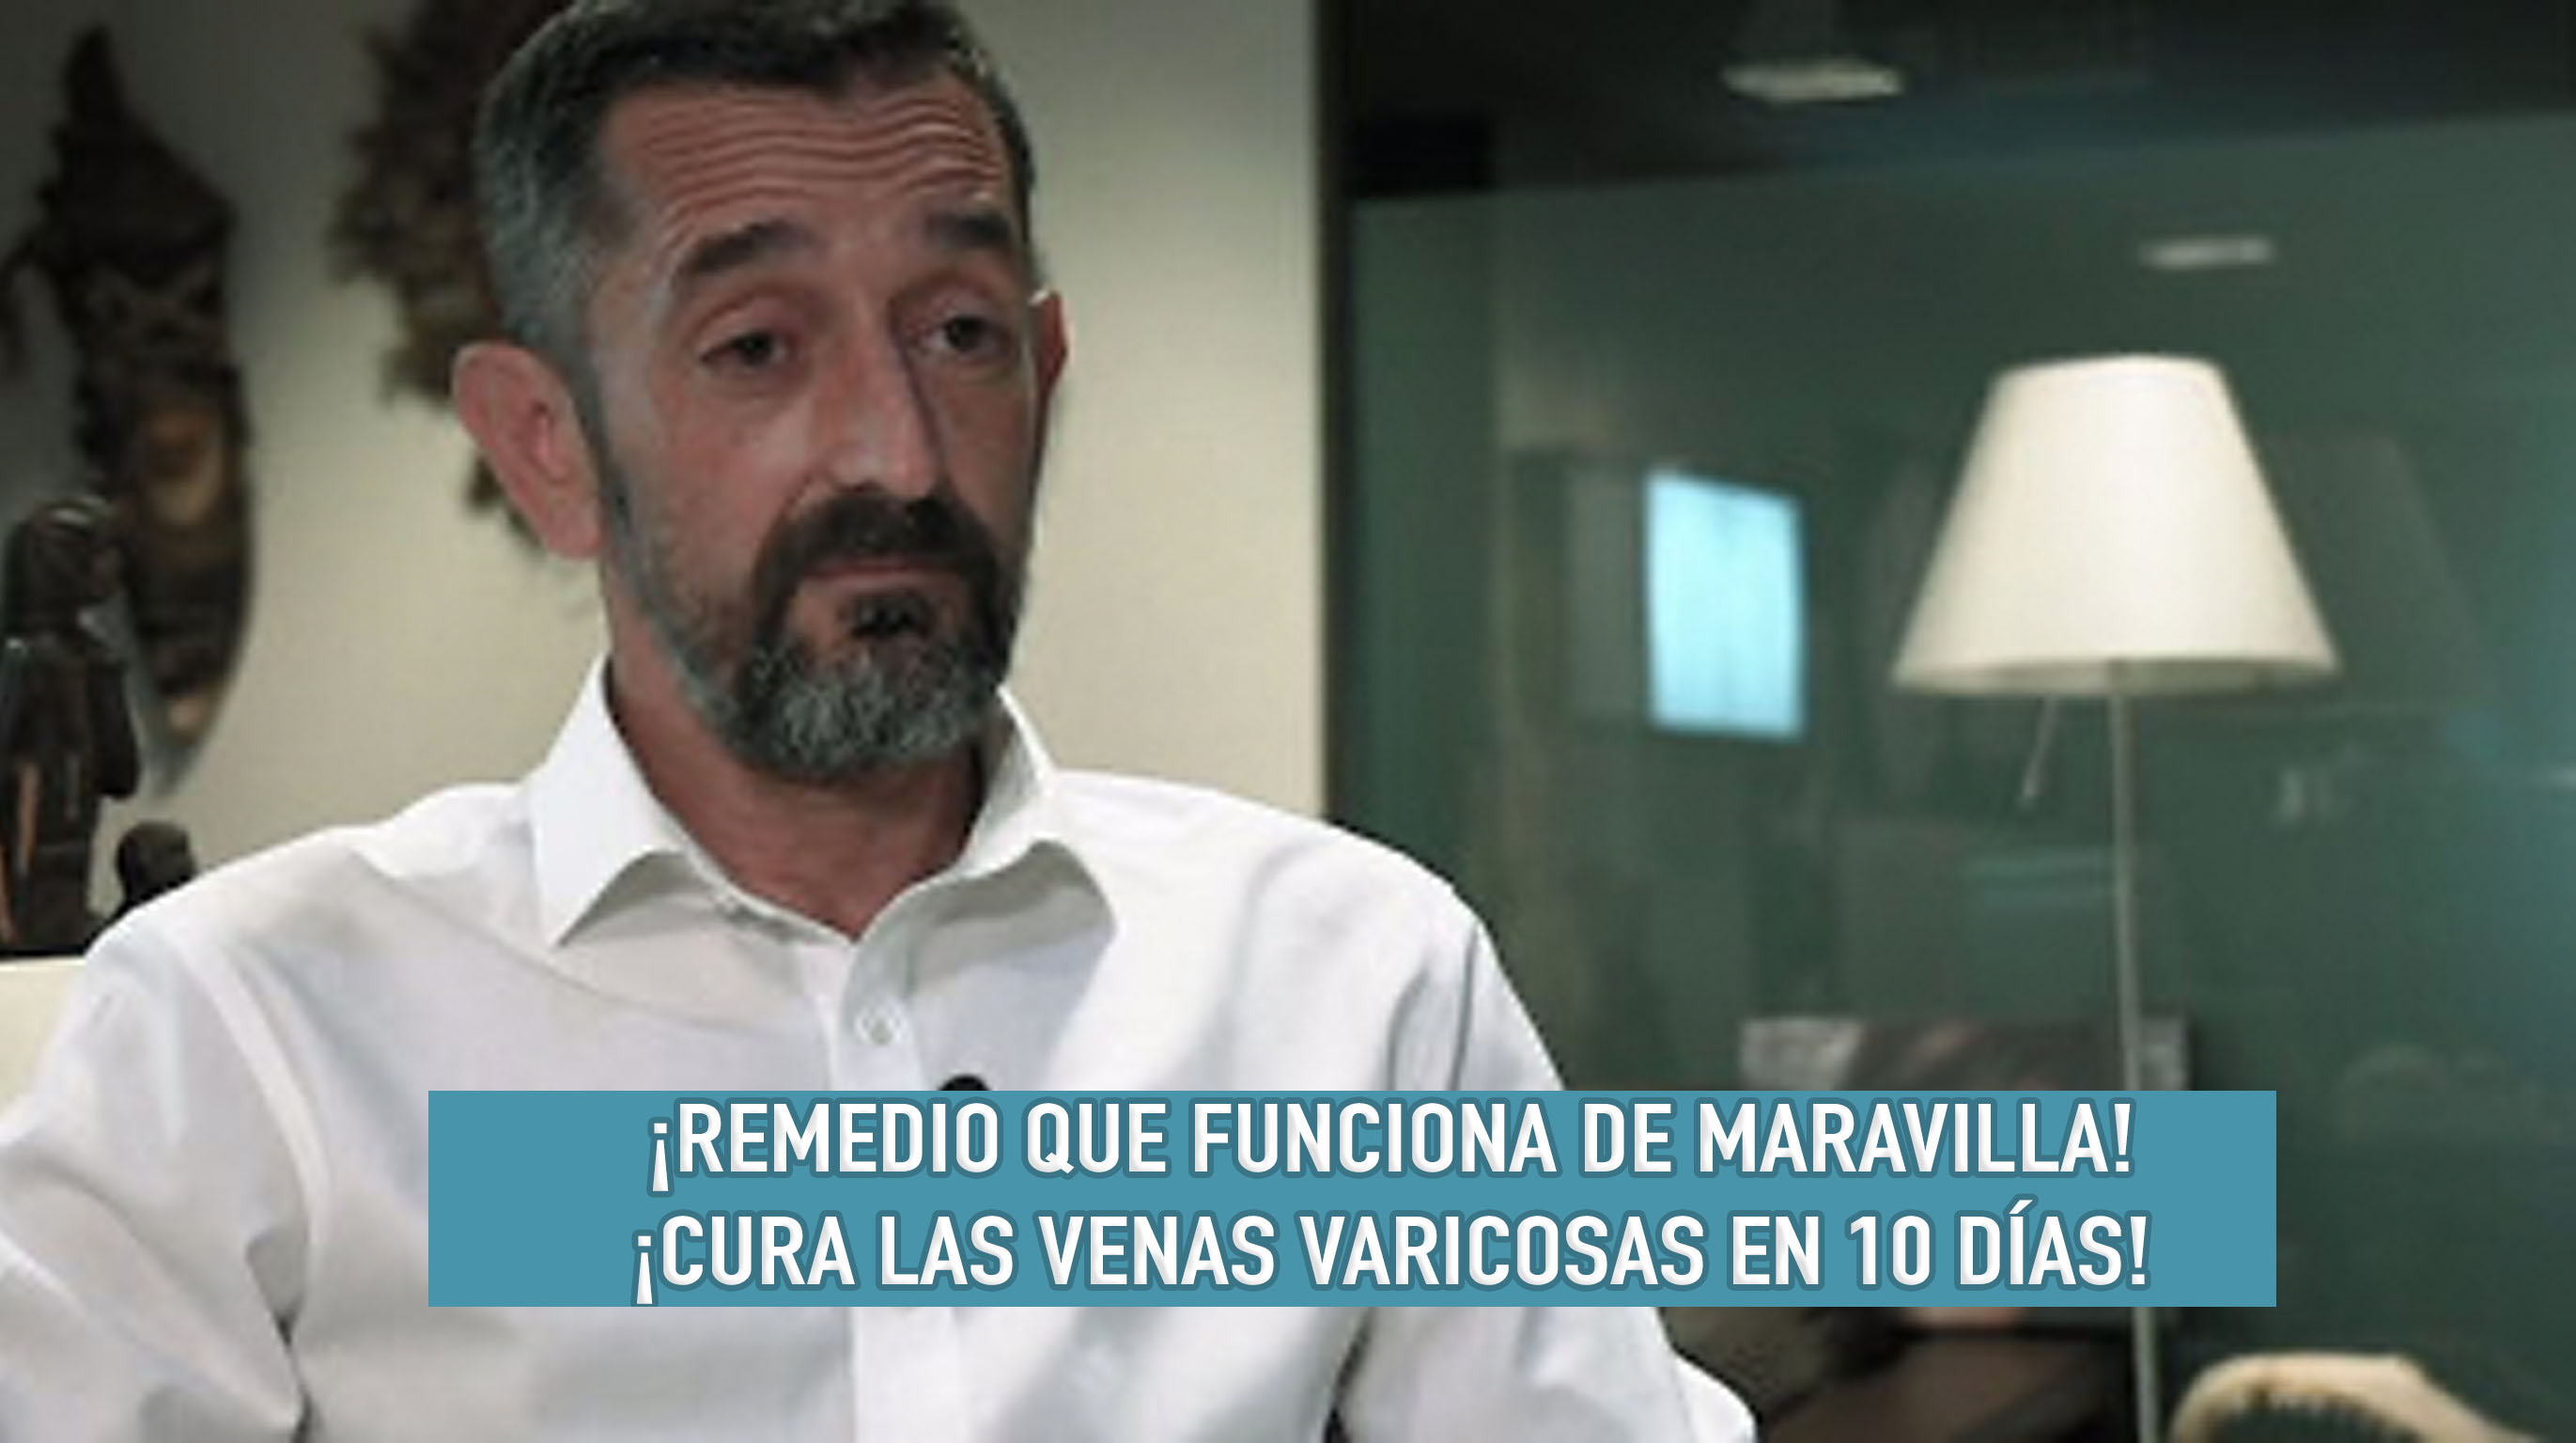 ¡REMEDIO QUE FUNCIONA DE MARAVILLA!
¡CURA LAS VENAS VARICOSAS EN 10 DÍAS!